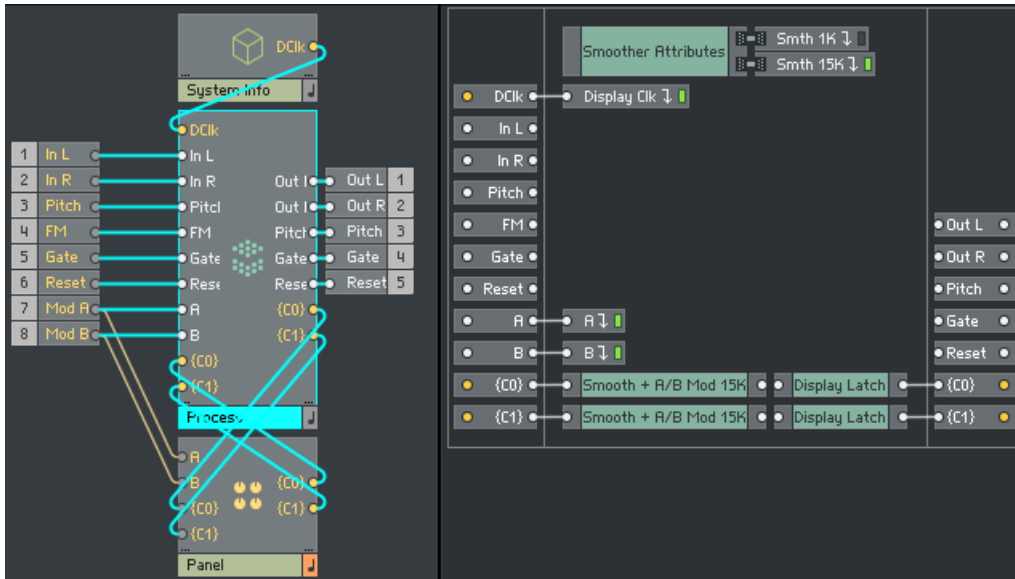 DClk
System Info
DClk
1 In L
In L
2 In R
In R
Out l
Out L 1
3 Pitch
Pitcl
Out l
Out R 2
4 FM
FM
Pitch
Pitch 3
5 Gate
Gate
Gate
Gate 4
6 Reset
Rese
Rese
Reset 5
7 Mod A
A
{C0}
8 Mod B
B
{C1}
{C0}
{C1}
Process
A
B
{C0}
{C0}
{C1}
{C1}
Panel
Smoother Attributes
Smth 1K
Smth 15K
DClk
Display Clk
In L
In R
Pitch
FM
Out L
Gate
Out R
Reset
Pitch
A
A
Gate
B
B
Reset
{C0}
Smooth + A/B Mod 15K
Display Latch
{C0}
{C1}
Smooth + A/B Mod 15K
Display Latch
{C1}